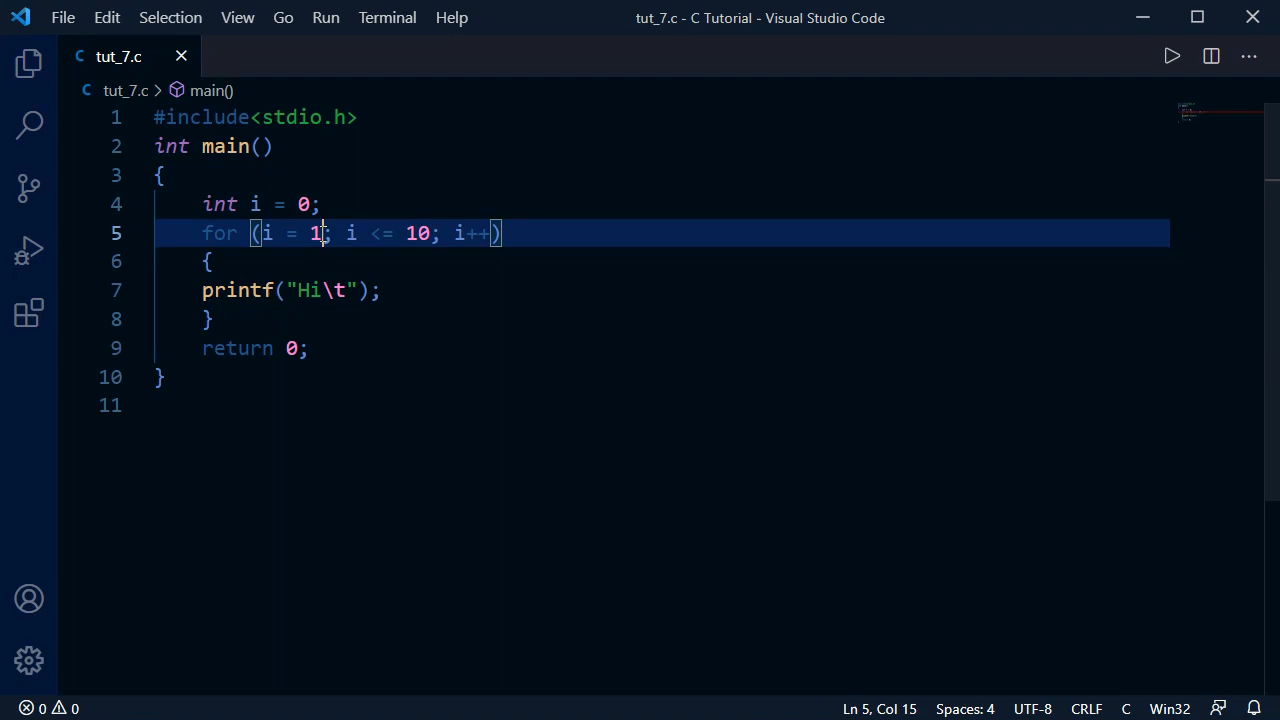 File Edit Selection View Go Run Terminal Help tut_7.c - C Tutorial - Visual Studio Code
C tut_7.c
C tut_7.c > main()
1 #include<stdio.h>
2 int main()
3 {
4     int i = 0;
5     for (i = 1; i <= 10; i++)
6     {
7     printf("Hi\t");
8     }
9     return 0;
10 }
11
0 0 Ln 5, Col 15 Spaces: 4 UTF-8 CRLF C Win32